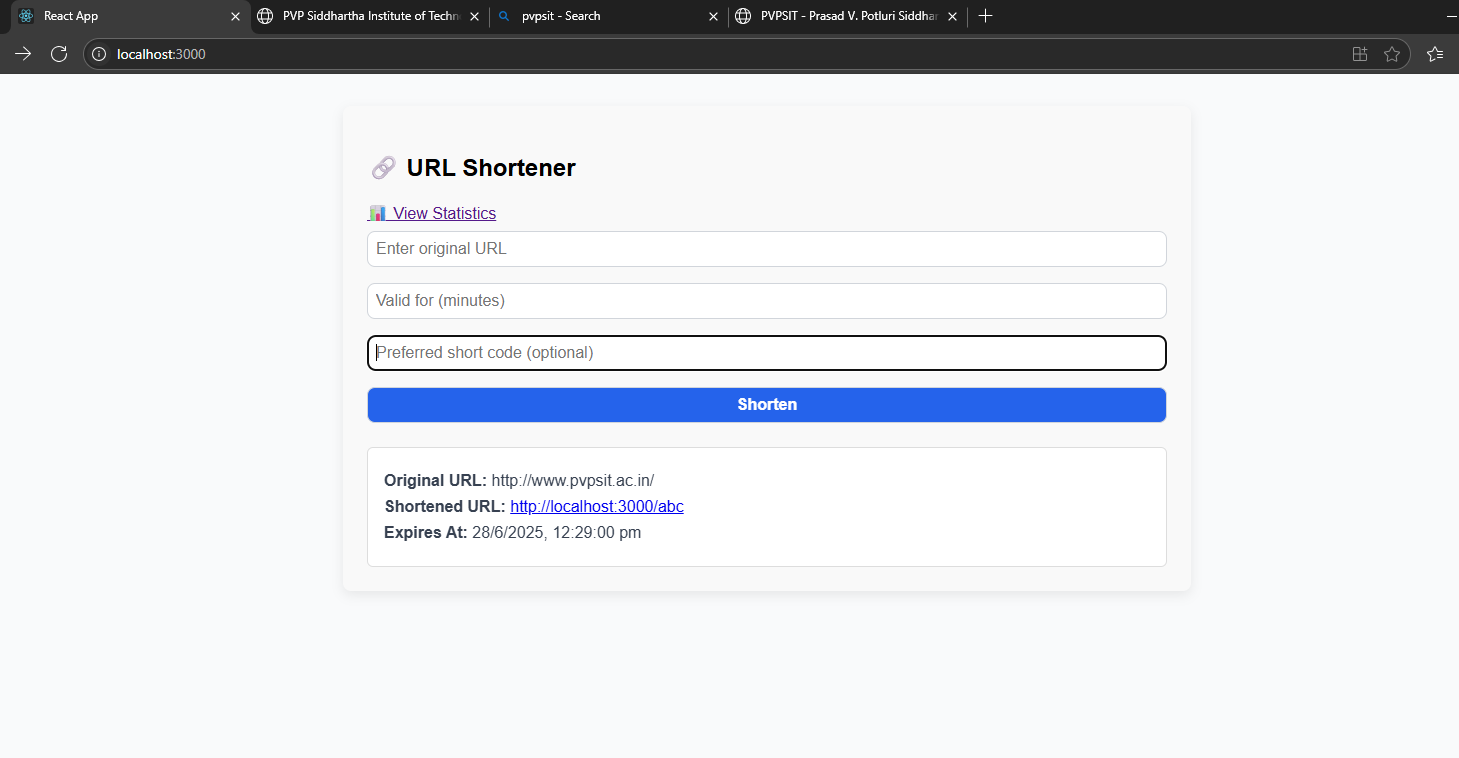 React App
PVP Siddhartha Institute of Techn
pvpsit - Search
PVPSIT - Prasad V. Potluri Siddhar
localhost:3000
🔗 URL Shortener
📊 View Statistics
Enter original URL
Valid for (minutes)
Preferred short code (optional)
Shorten
Original URL: http://www.pvpsit.ac.in/
Shortened URL: http://localhost:3000/abc
Expires At: 28/6/2025, 12:29:00 pm